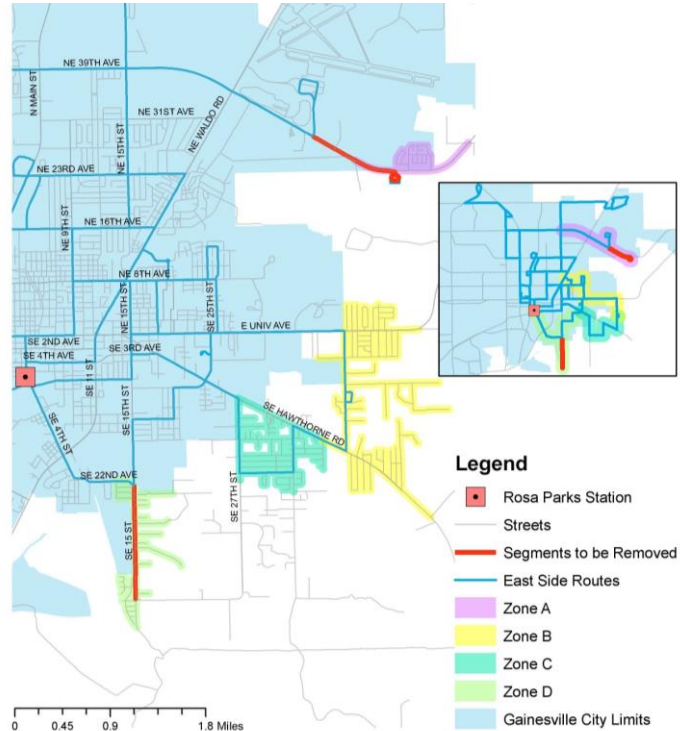 NE 39TH AVE
N MAIN ST
NE 31ST AVE
NE WALDO RD
NE 15TH ST
NE 23RD AVE
NE 9TH ST
NE 16TH AVE
NE 8TH AVE
NE 15TH ST
SE 25TH ST
E UNIV AVE
SE 2ND AVE
SE 4TH AVE
SE 3RD AVE
SE 11 ST
SE 15TH ST
SE HAWTHORNE RD
SE 4TH ST
SE 22ND AVE
SE 27TH ST
SE 15 ST
Legend
Rosa Parks Station
Streets
Segments to be Removed
East Side Routes
Zone A
Zone B
Zone C
Zone D
Gainesville City Limits
0 0.45 0.9 1.8 Miles